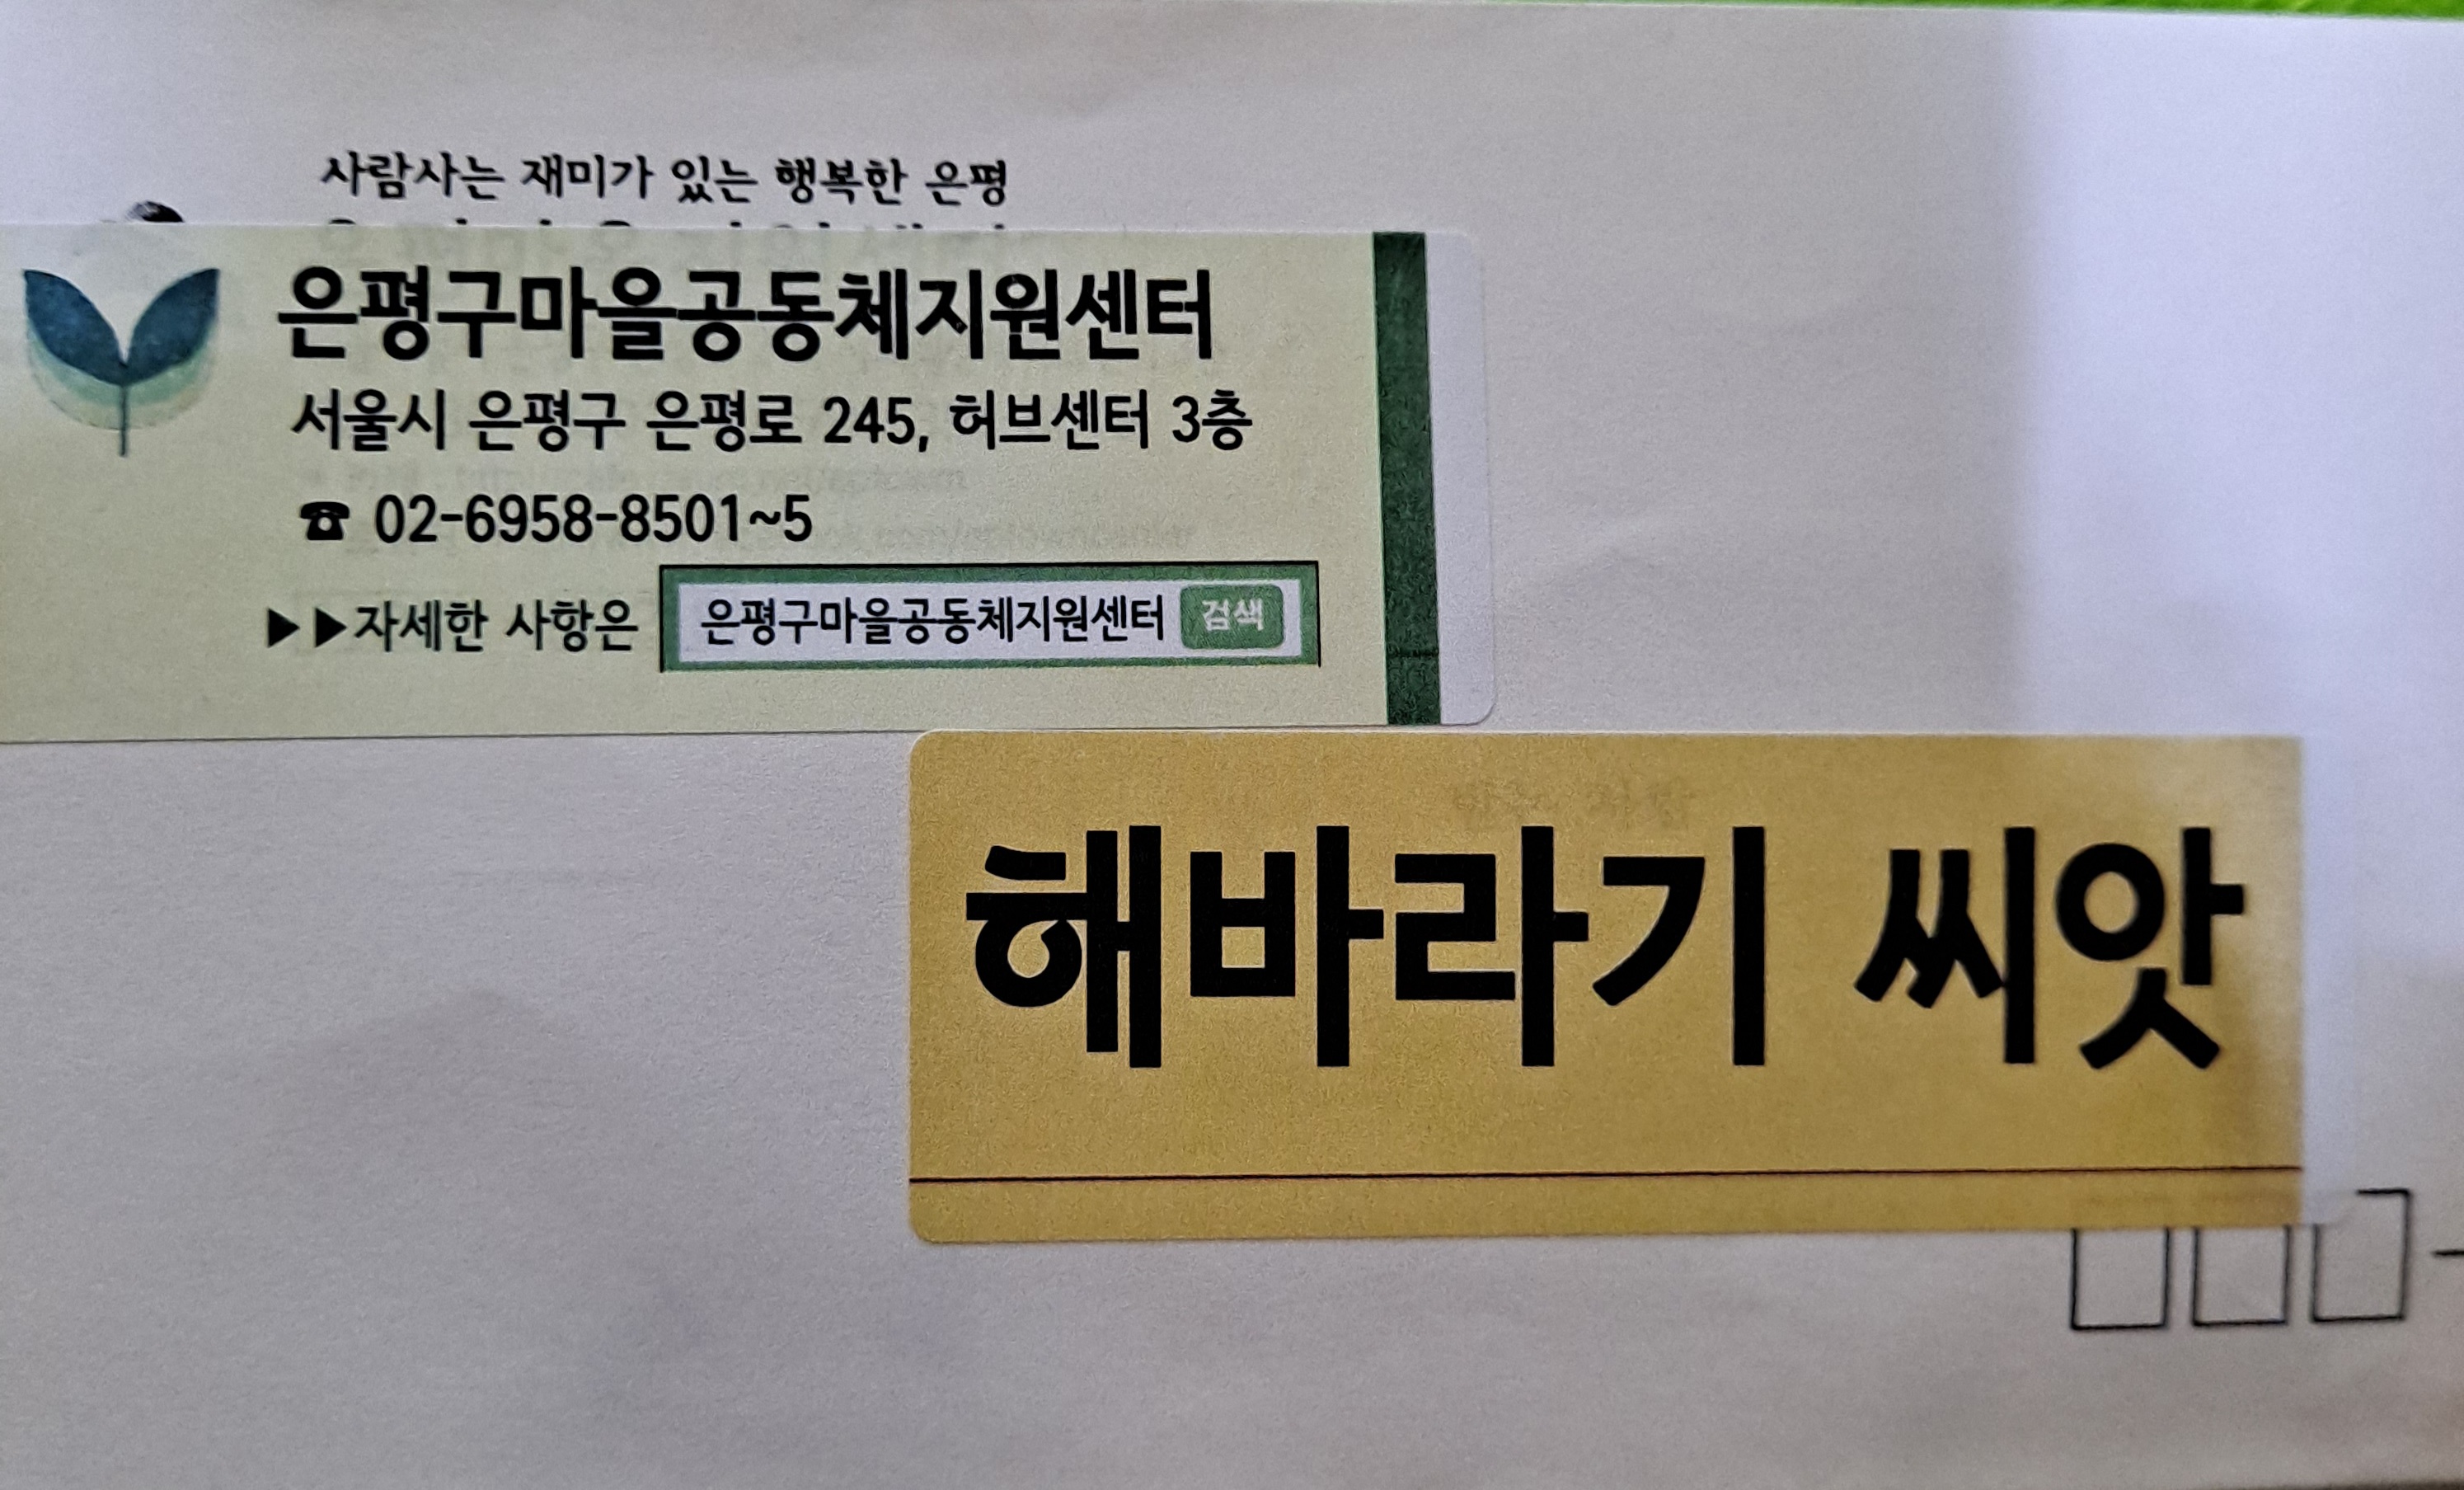 사람사는 재미가 있는 행복한 은평
은평구마을공동체지원센터
서울시 은평구 은평로 245, 허브센터 3층
☎ 02-6958-8501~5
▶▶자세한 사항은 은평구마을공동체지원센터 검색
해바라기 씨앗